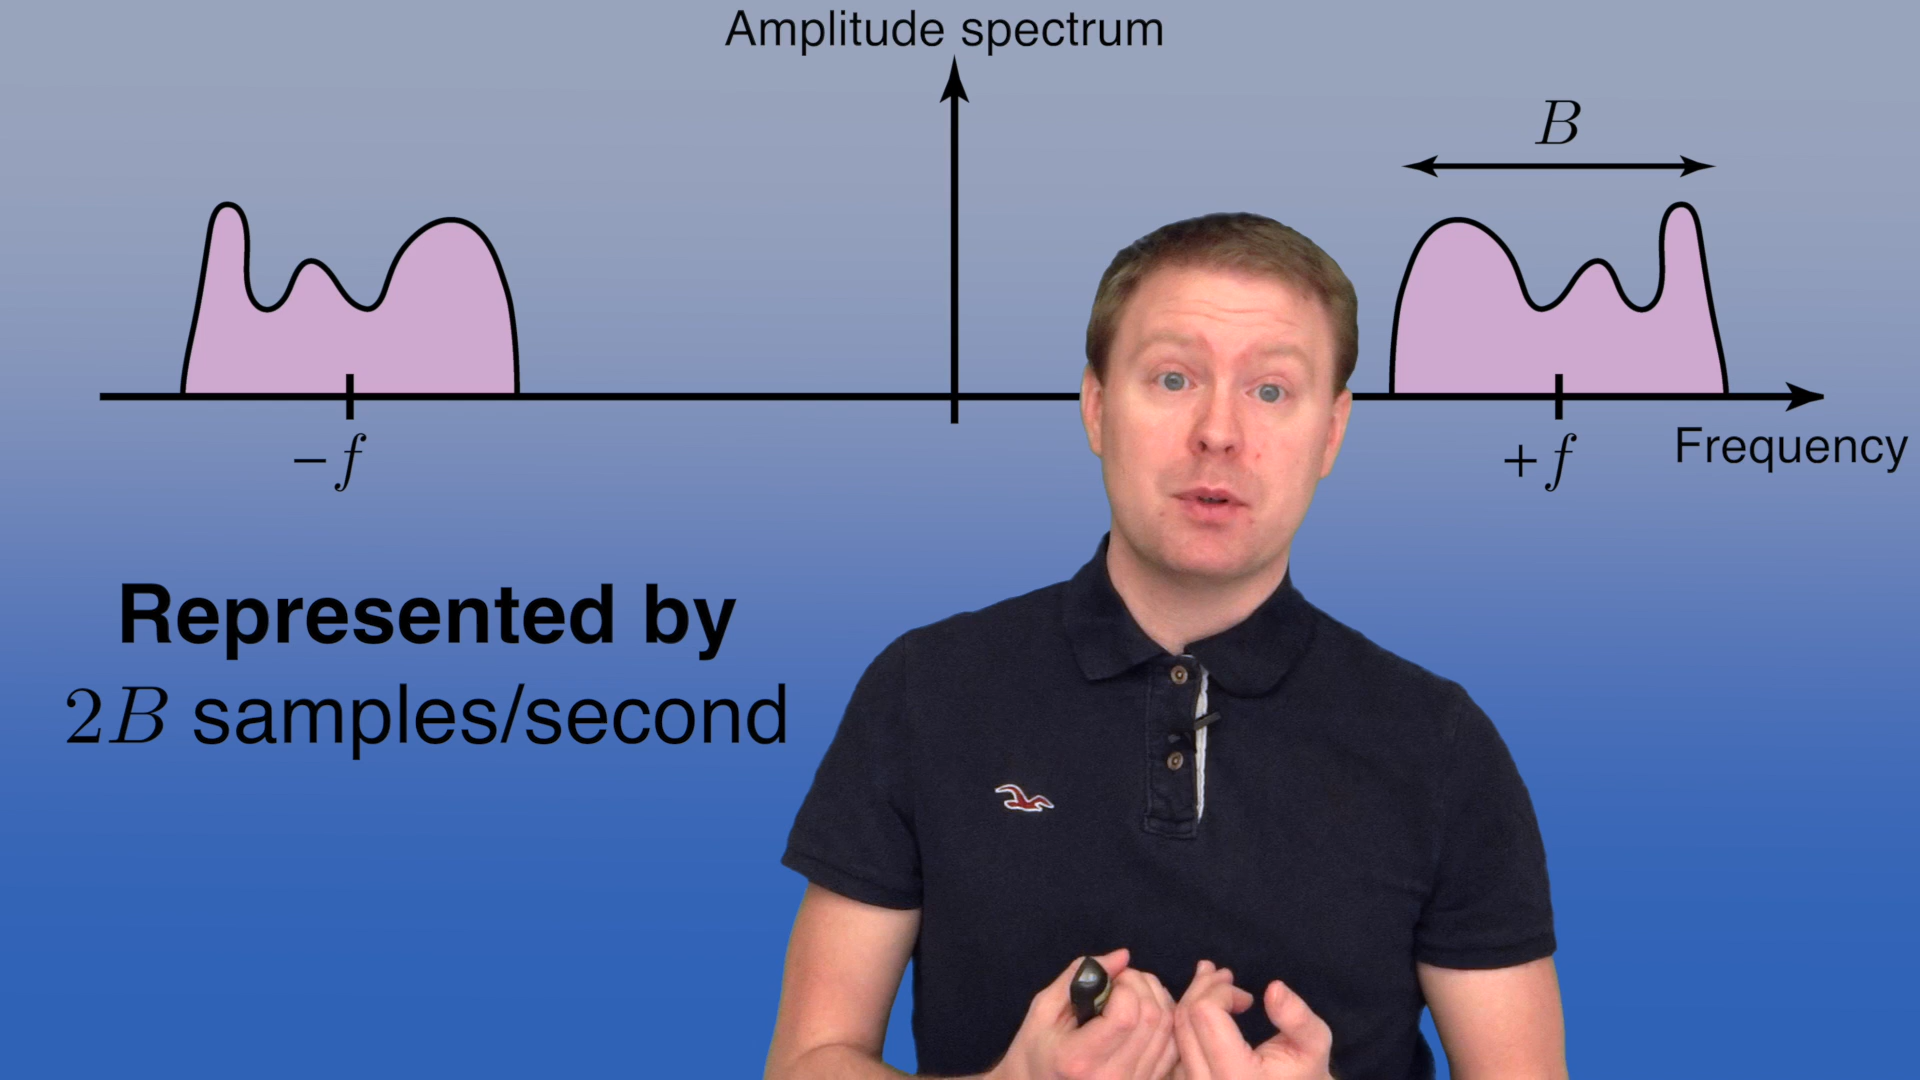 Amplitude spectrum
B
−f
+f
Frequency
Represented by
2B samples/second